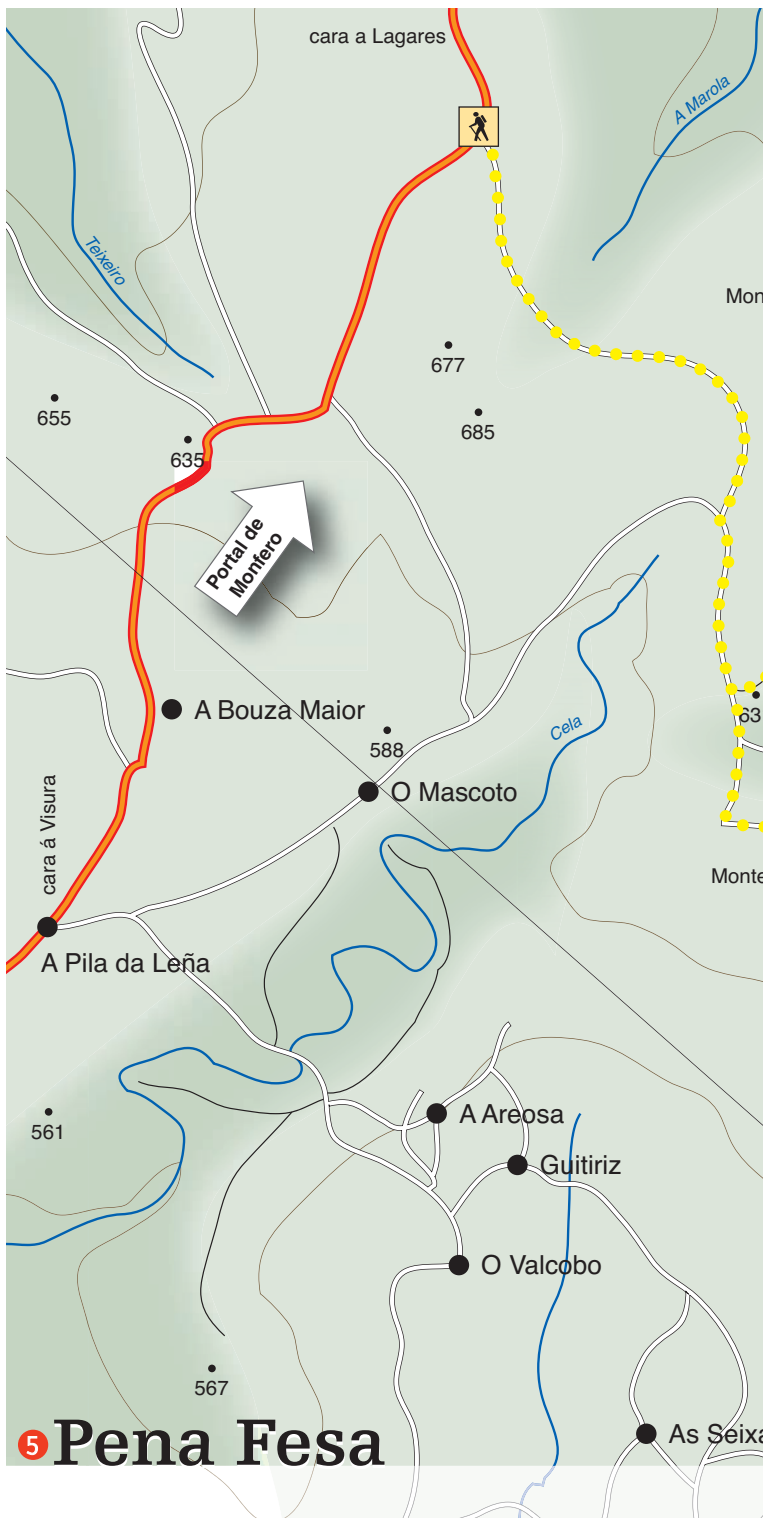 cara a Lagares
A Marola
Teixeiro
Mon
677
655
685
635
Portal de
Monfero
A Bouza Maior
63
588
Cela
O Mascoto
cara á Visura
Monte
A Pila da Leña
A Areosa
561
Guitiriz
O Valcobo
567
5 Pena Fesa
As Seixa